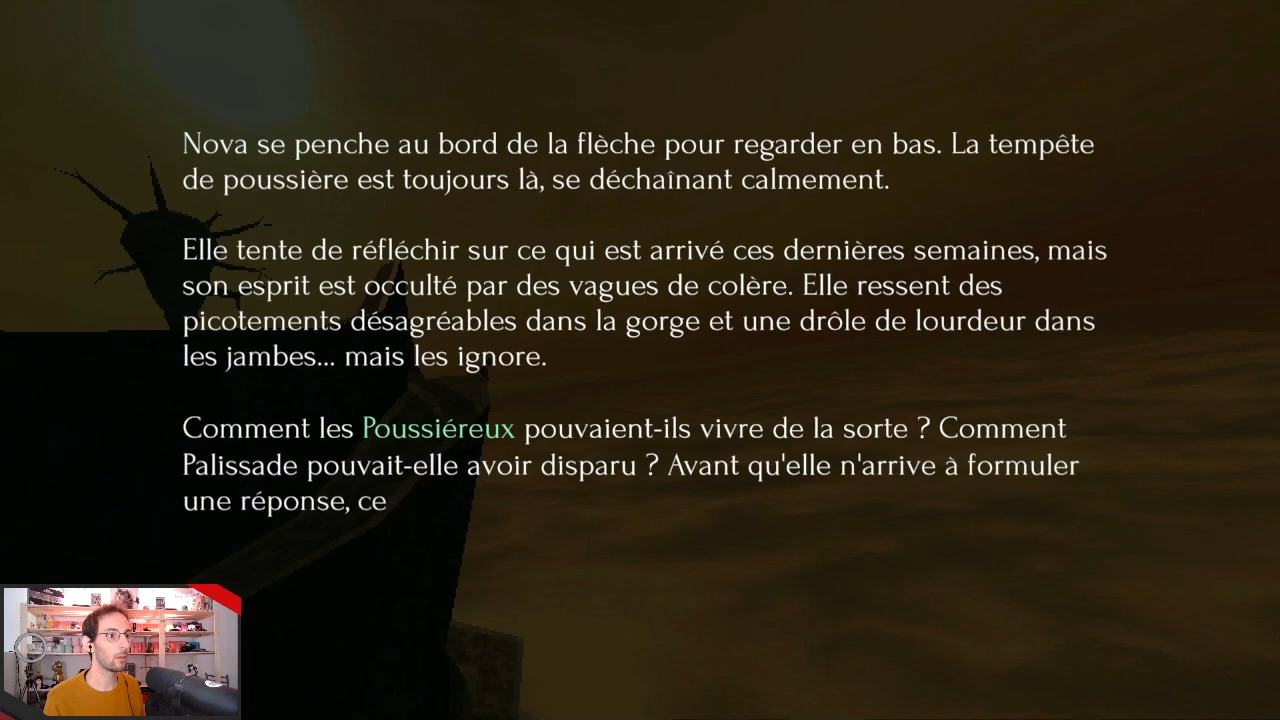 Nova se penche au bord de la flèche pour regarder en bas. La tempête
de poussière est toujours là, se déchaînant calmement.
Elle tente de réfléchir sur ce qui est arrivé ces dernières semaines, mais
son esprit est occulté par des vagues de colère. Elle ressent des
picotements désagréables dans la gorge et une drôle de lourdeur dans
les jambes... mais les ignore.
Comment les Poussiéreux pouvaient-ils vivre de la sorte ? Comment
Palissade pouvait-elle avoir disparu ? Avant qu'elle n'arrive à formuler
une réponse, ce